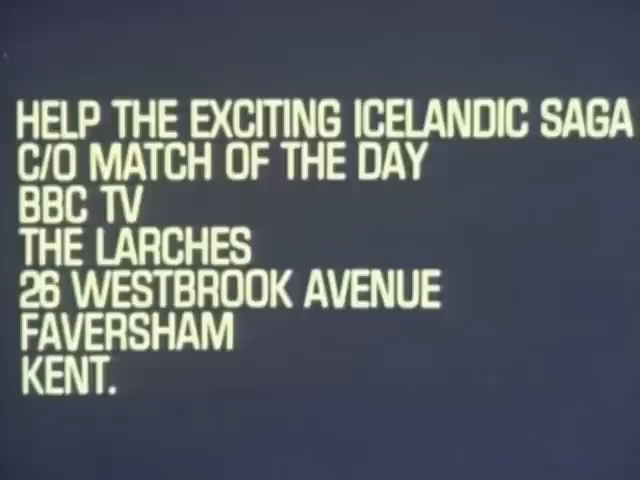 HELP THE EXCITING ICELANDIC SAGA
C/O MATCH OF THE DAY
BBC TV
THE LARCHES
26 WESTBROOK AVENUE
FAVERSHAM
KENT.